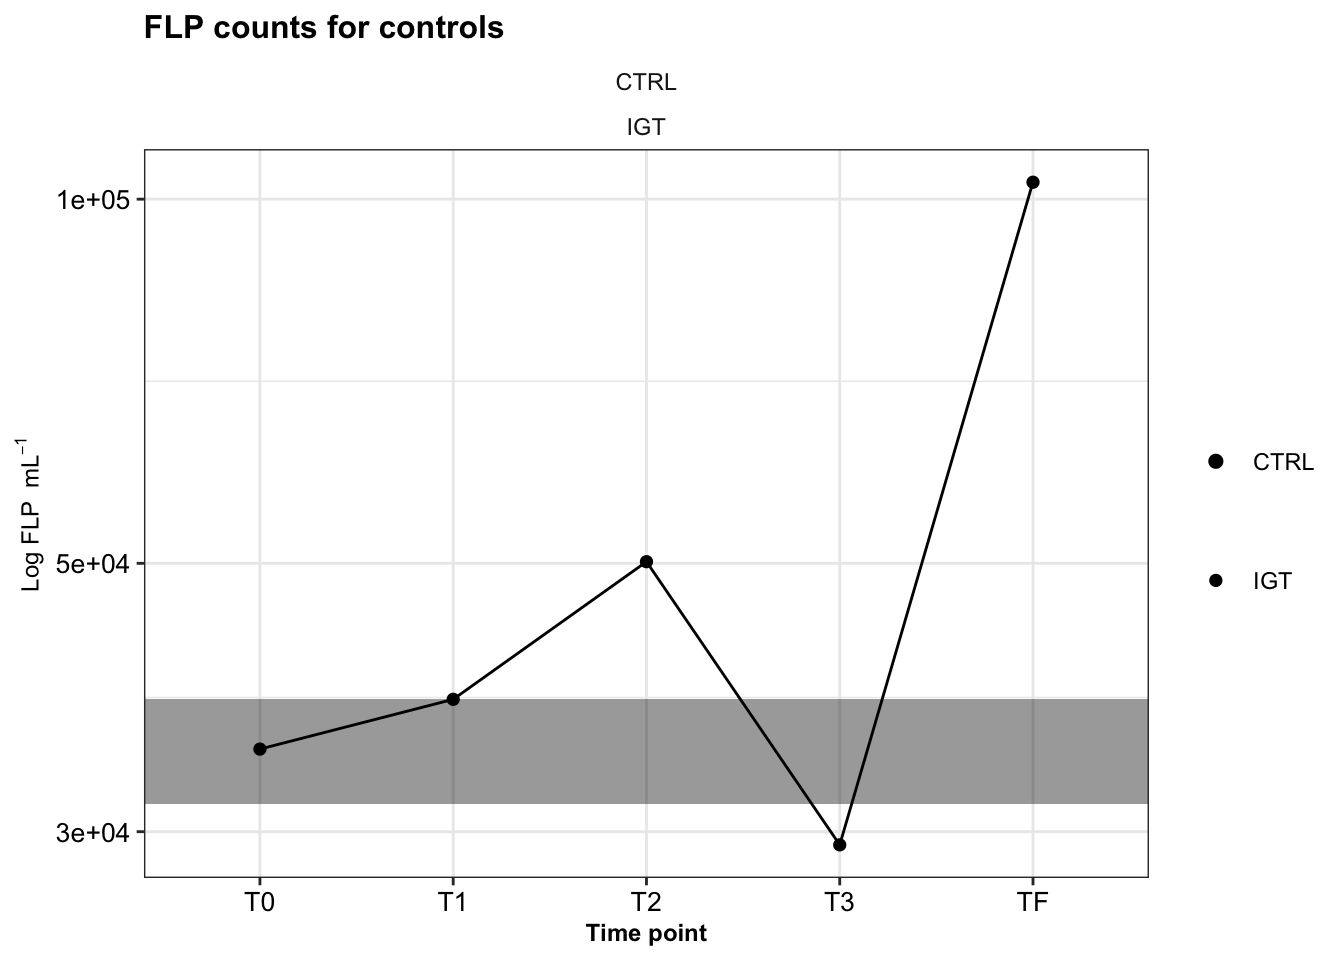 FLP counts for controls
CTRL
IGT
1e+05
5e+04
3e+04
Log FLP mL⁻¹
T0 T1 T2 T3 TF
Time point
CTRL
IGT